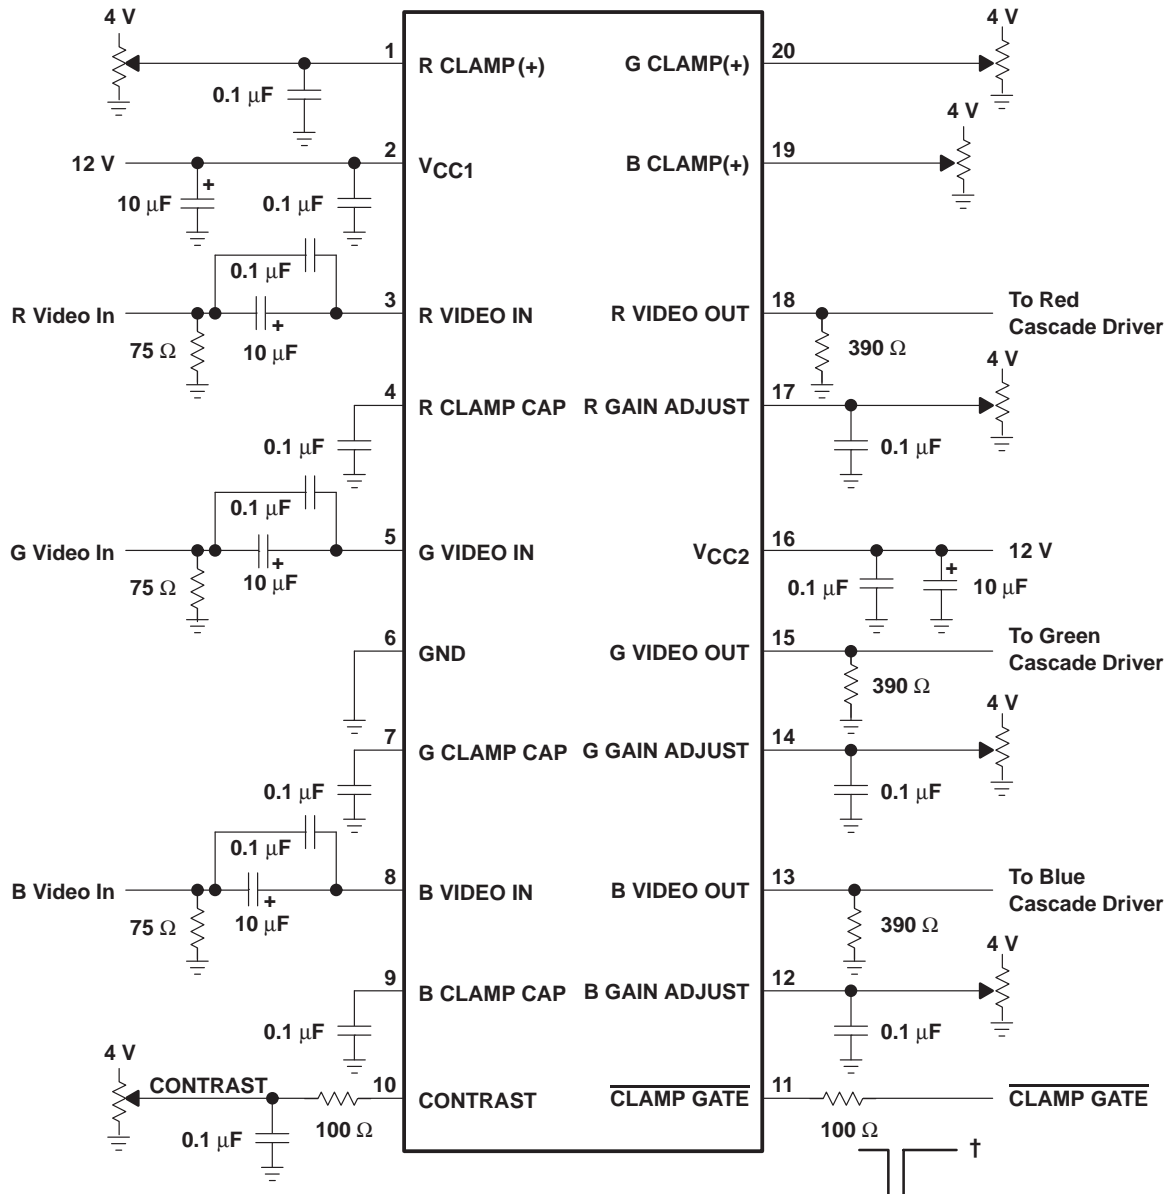 4 V
1
R CLAMP (+)
0.1 μF
12 V
2
VCC1
10 μF
+
0.1 μF
0.1 μF
R Video In
3
R VIDEO IN
75 Ω
+
10 μF
4
R CLAMP CAP
0.1 μF
0.1 μF
G Video In
5
G VIDEO IN
75 Ω
+
10 μF
6
GND
7
G CLAMP CAP
0.1 μF
0.1 μF
B Video In
8
B VIDEO IN
75 Ω
+
10 μF
9
B CLAMP CAP
0.1 μF
4 V
CONTRAST
10
CONTRAST
0.1 μF
100 Ω
4 V
20
G CLAMP(+)
4 V
19
B CLAMP(+)
18
R VIDEO OUT
To Red
Cascade Driver
390 Ω
4 V
17
R GAIN ADJUST
0.1 μF
16
VCC2
12 V
0.1 μF
+
10 μF
15
G VIDEO OUT
To Green
Cascade Driver
390 Ω
4 V
14
G GAIN ADJUST
0.1 μF
13
B VIDEO OUT
To Blue
Cascade Driver
390 Ω
4 V
12
B GAIN ADJUST
0.1 μF
11
CLAMP GATE
CLAMP GATE
100 Ω
†